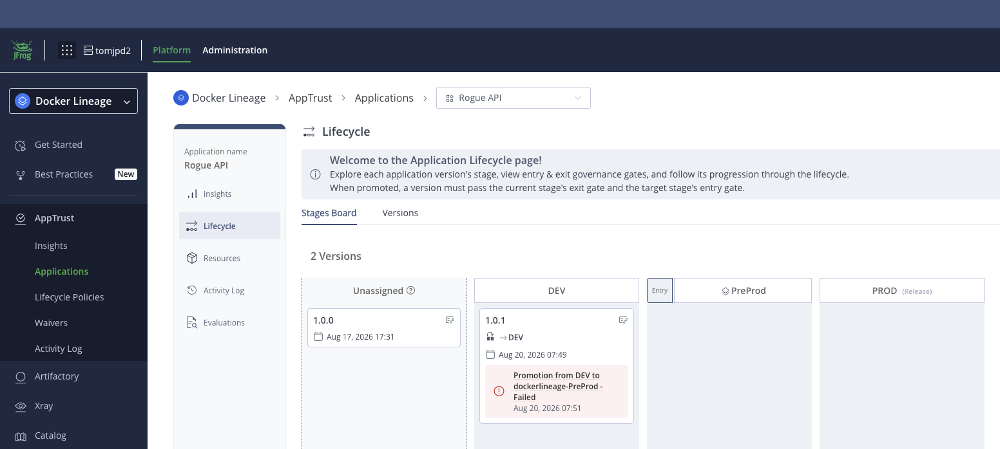 JFrog
tomjpd2
Platform
Administration
Docker Lineage
Get Started
Best Practices
New
AppTrust
Insights
Applications
Lifecycle Policies
Waivers
Activity Log
Artifactory
Xray
Catalog
Docker Lineage > AppTrust > Applications > Rogue API
Application name
Rogue API
Insights
Lifecycle
Resources
Activity Log
Evaluations
Lifecycle
Welcome to the Application Lifecycle page!
Explore each application version's stage, view entry & exit governance gates, and follow its progression through the lifecycle.
When promoted, a version must pass the current stage's exit gate and the target stage's entry gate.
Stages Board
Versions
2 Versions
Unassigned
1.0.0
Aug 17, 2026 17:31
DEV
1.0.1
→ DEV
Aug 20, 2026 07:49
Promotion from DEV to
dockerlineage-PreProd -
Failed
Aug 20, 2026 07:51
Entry
PreProd
PROD (Release)